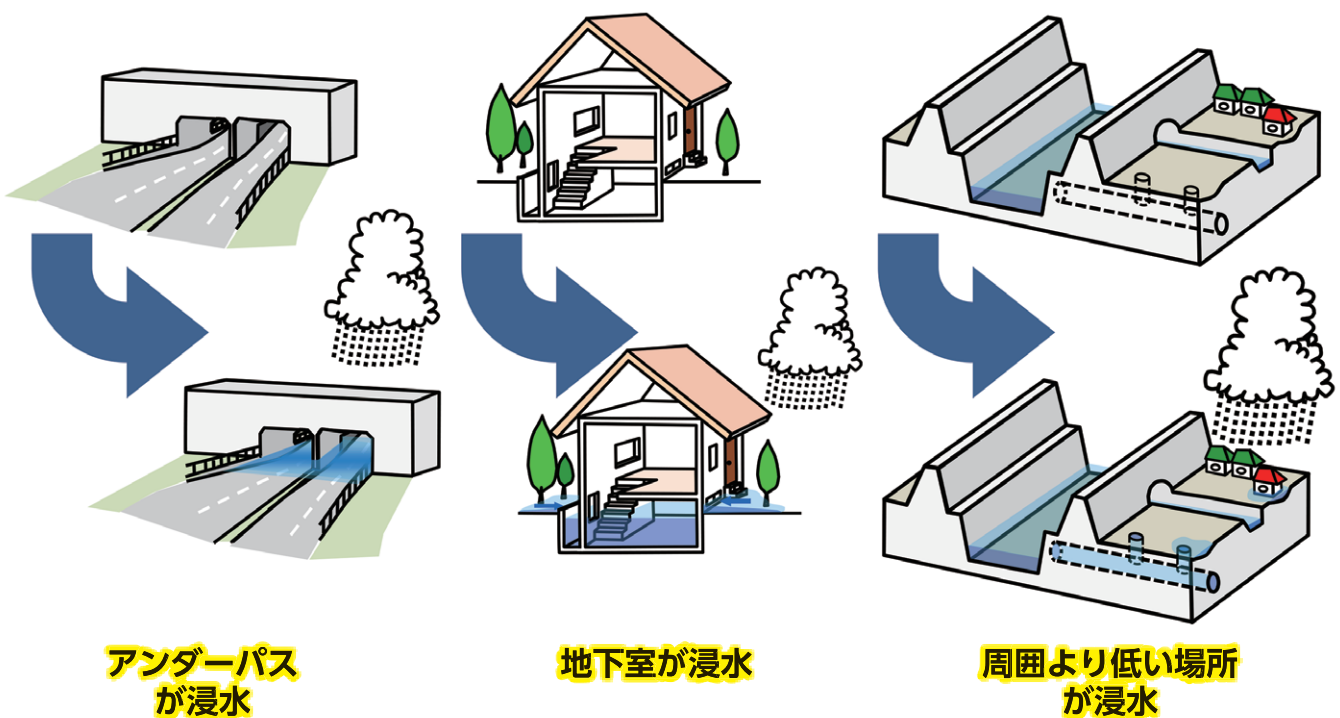 アンダーパス
が浸水
地下室が浸水
周囲より低い場所
が浸水